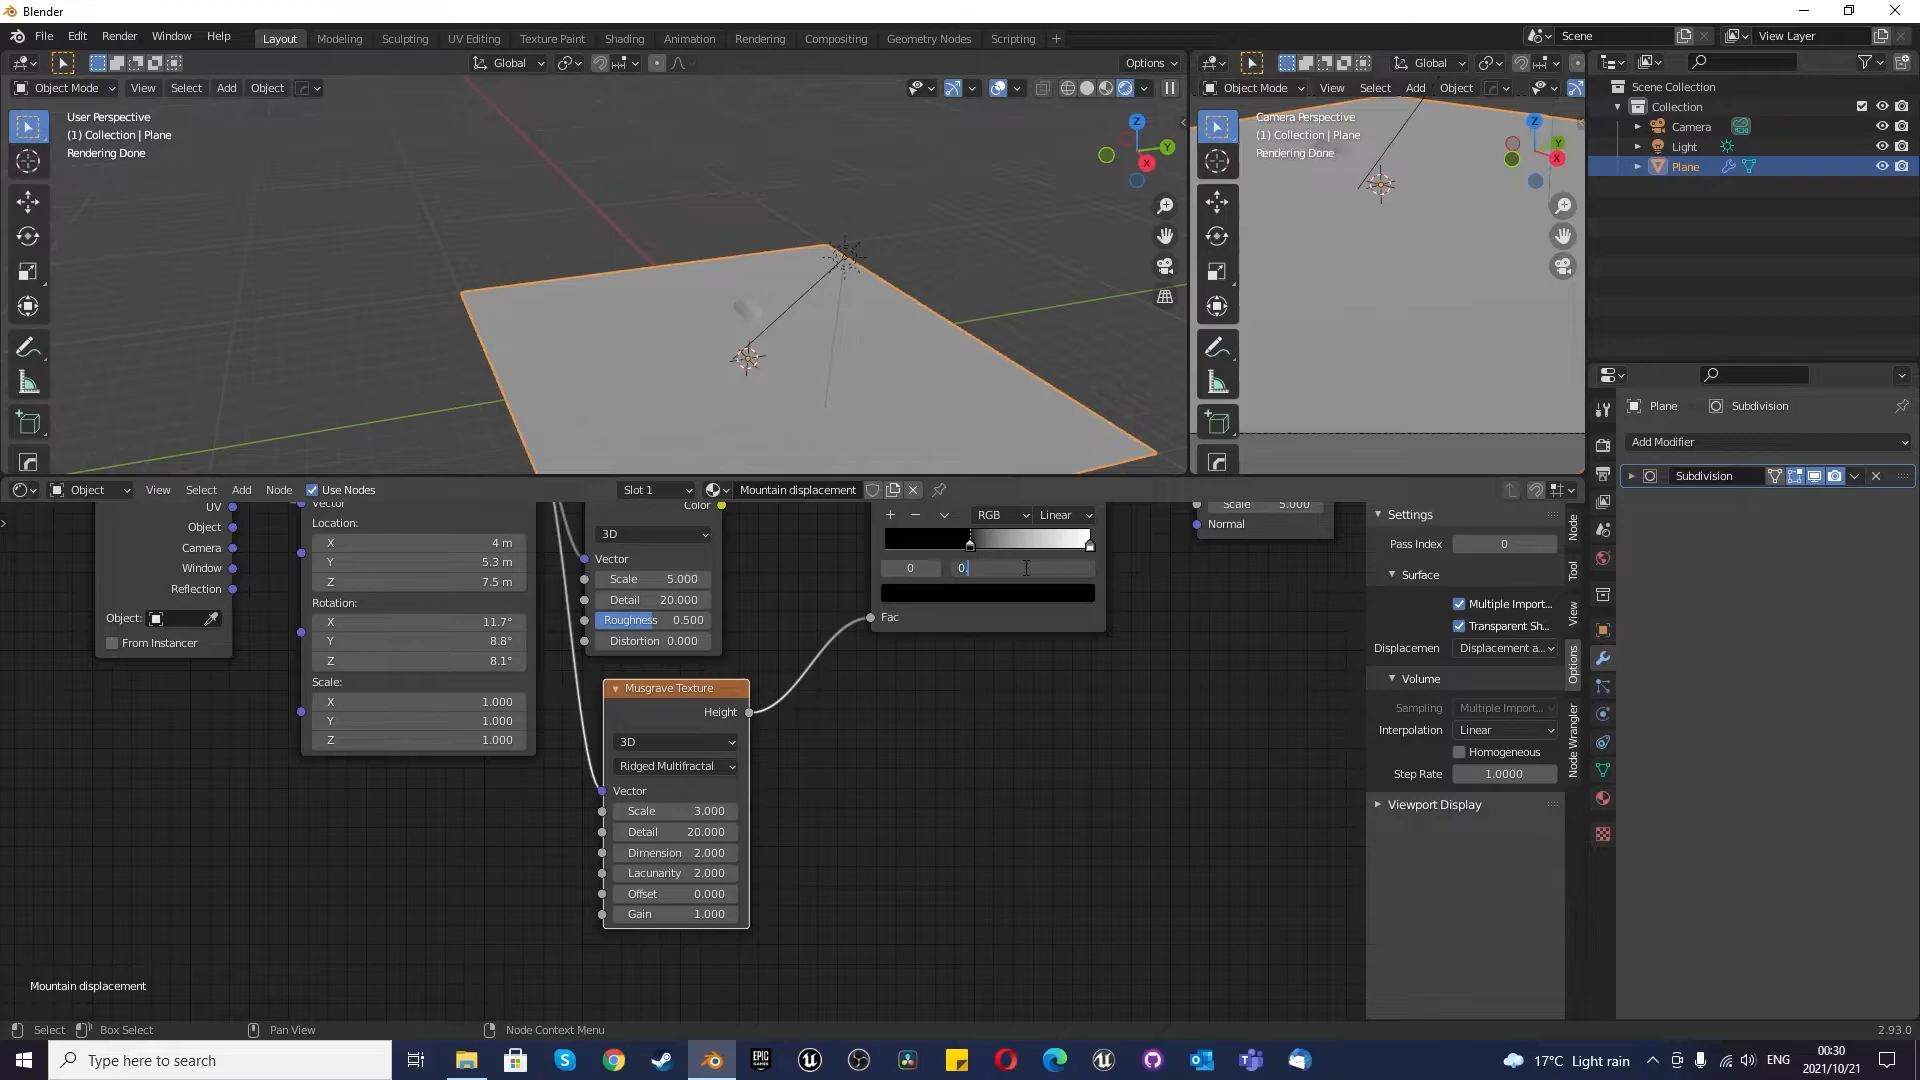 Blender
File Edit Render Window Help
Layout Modeling Sculpting UV Editing Texture Paint Shading Animation Rendering Compositing Geometry Nodes Scripting +
Scene
View Layer
Global
Options
Global
Object Mode View Select Add Object
Object Mode View Select Add Object
User Perspective
(1) Collection | Plane
Rendering Done
Z
Y
X
Camera Perspective
(1) Collection | Plane
Rendering Done
Z
Y
X
Scene Collection
Collection
Camera
Light
Plane
Plane
Subdivision
Add Modifier
Subdivision
Object View Select Add Node Use Nodes Slot 1 Mountain displacement
UV
Object
Camera
Window
Reflection
Object:
From Instancer
Vector
Location:
X 4 m
Y 5.3 m
Z 7.5 m
Rotation:
X 11.7°
Y 8.8°
Z 8.1°
Scale:
X 1.000
Y 1.000
Z 1.000
Color
3D
Vector
Scale 5.000
Detail 20.000
Roughness 0.500
Distortion 0.000
Musgrave Texture
Height
3D
Ridged Multifractal
Vector
Scale 3.000
Detail 20.000
Dimension 2.000
Lacunarity 2.000
Offset 0.000
Gain 1.000
RGB Linear
0 0.
Fac
Scale 5.000
Normal
Settings
Pass Index 0
Surface
Multiple Import...
Transparent Sh...
Displacemen Displacement a...
Volume
Sampling Multiple Import...
Interpolation Linear
Homogeneous
Step Rate 1.0000
Viewport Display
Node
Tool
View
Options
Node Wrangler
Mountain displacement
Select Box Select Pan View Node Context Menu 2.93.0
Type here to search
EPIC GAMES
17°C Light rain
ENG
00:30
2021/10/21